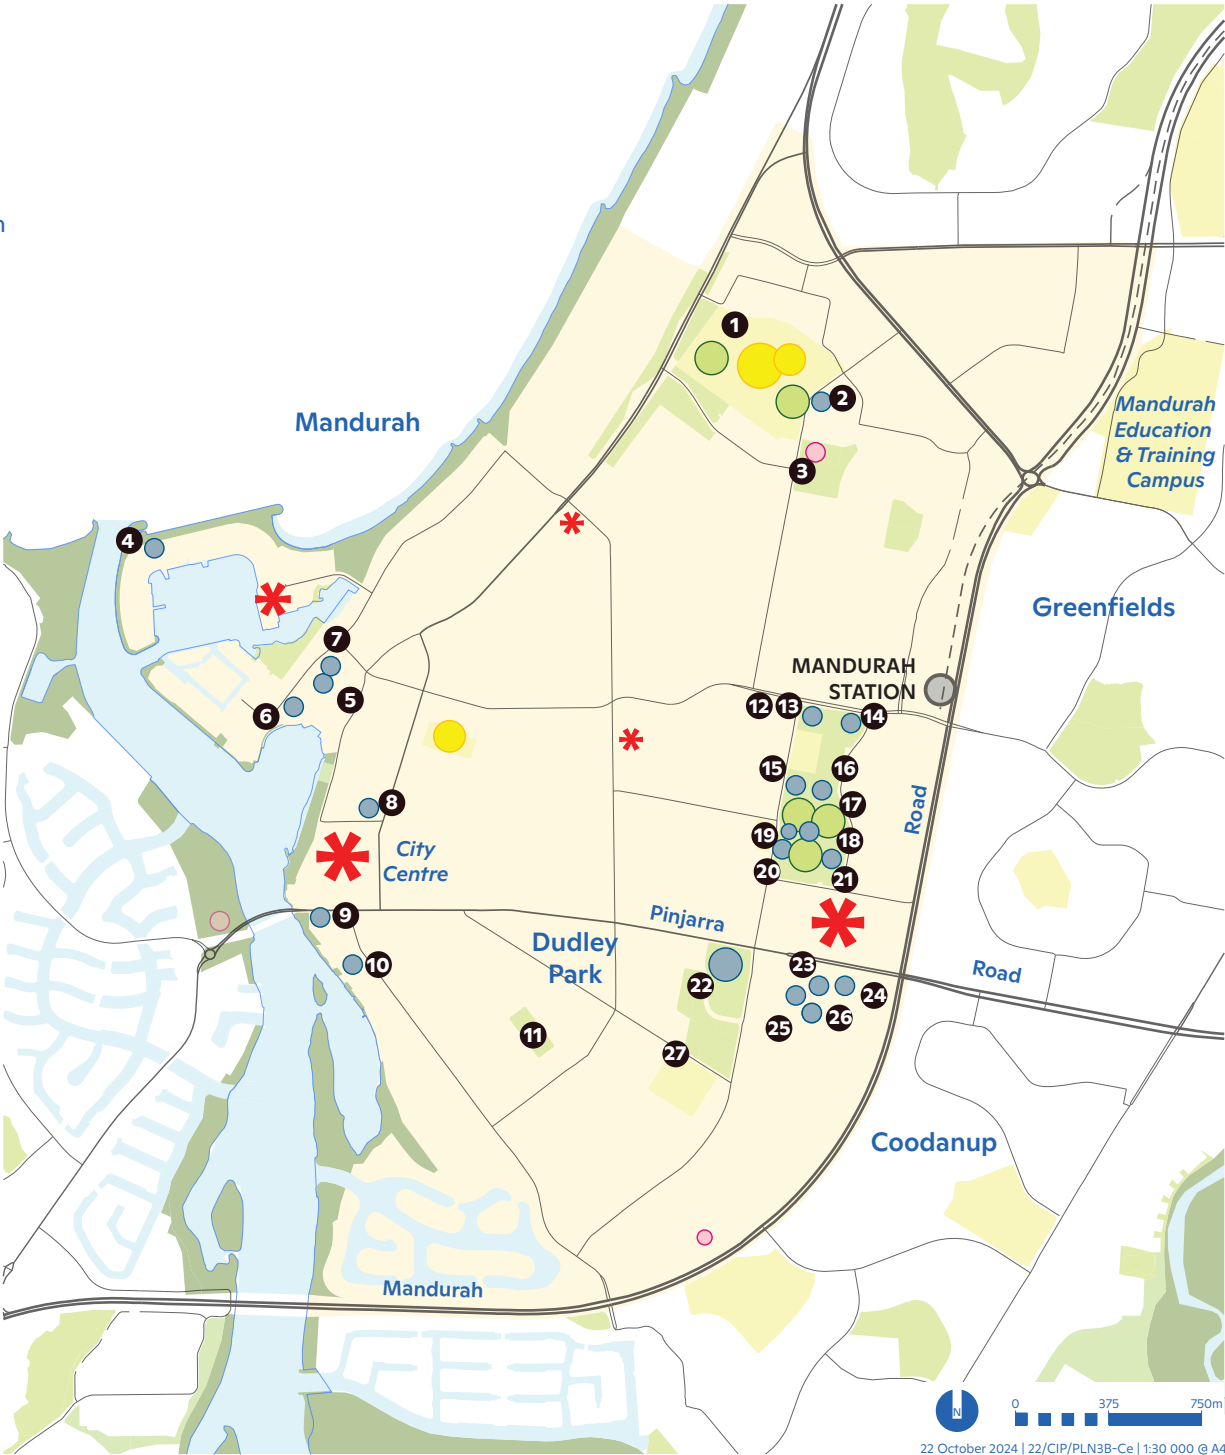 n
1
2
Mandurah
Mandurah
Education
& Training
Campus
3
4
Greenfields
7
MANDURAH
STATION
5
6
12 13
14
15
16
8
17
Road
City
Centre
19
18
20
21
9
Pinjarra
Dudley
Park
10
23
Road
22
24
26
25
11
27
Coodanup
Mandurah
N
0 375 750m
22 October 2024 | 22/CIP/PLN3B-Ce | 1:30 000 @ A4